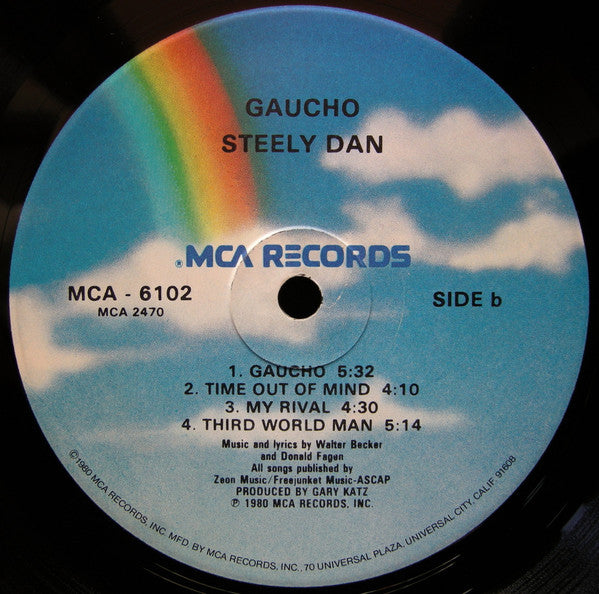 GAUCHO
STEELY DAN
®MCA RECORDS
MCA - 6102
MCA 2470
SIDE b
1. GAUCHO 5:32
2. TIME OUT OF MIND 4:10
3. MY RIVAL 4:30
4. THIRD WORLD MAN 5:14
Music and lyrics by Walter Becker
and Donald Fagen
All songs published by
Zeon Music/Freejunket Music-ASCAP
PRODUCED BY GARY KATZ
℗ 1980 MCA RECORDS, INC.
©1980 MCA RECORDS, INC. MFD. BY MCA RECORDS, INC., 70 UNIVERSAL PLAZA, UNIVERSAL CITY, CALIF. 91608